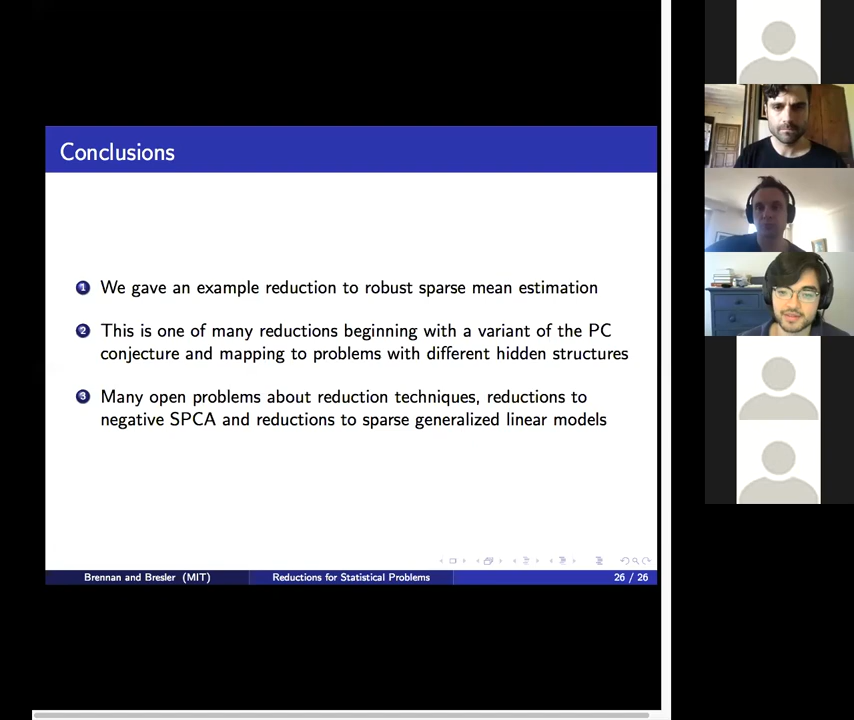 Conclusions
1 We gave an example reduction to robust sparse mean estimation
2 This is one of many reductions beginning with a variant of the PC
conjecture and mapping to problems with different hidden structures
3 Many open problems about reduction techniques, reductions to
negative SPCA and reductions to sparse generalized linear models
Brennan and Bresler (MIT) Reductions for Statistical Problems 26 / 26